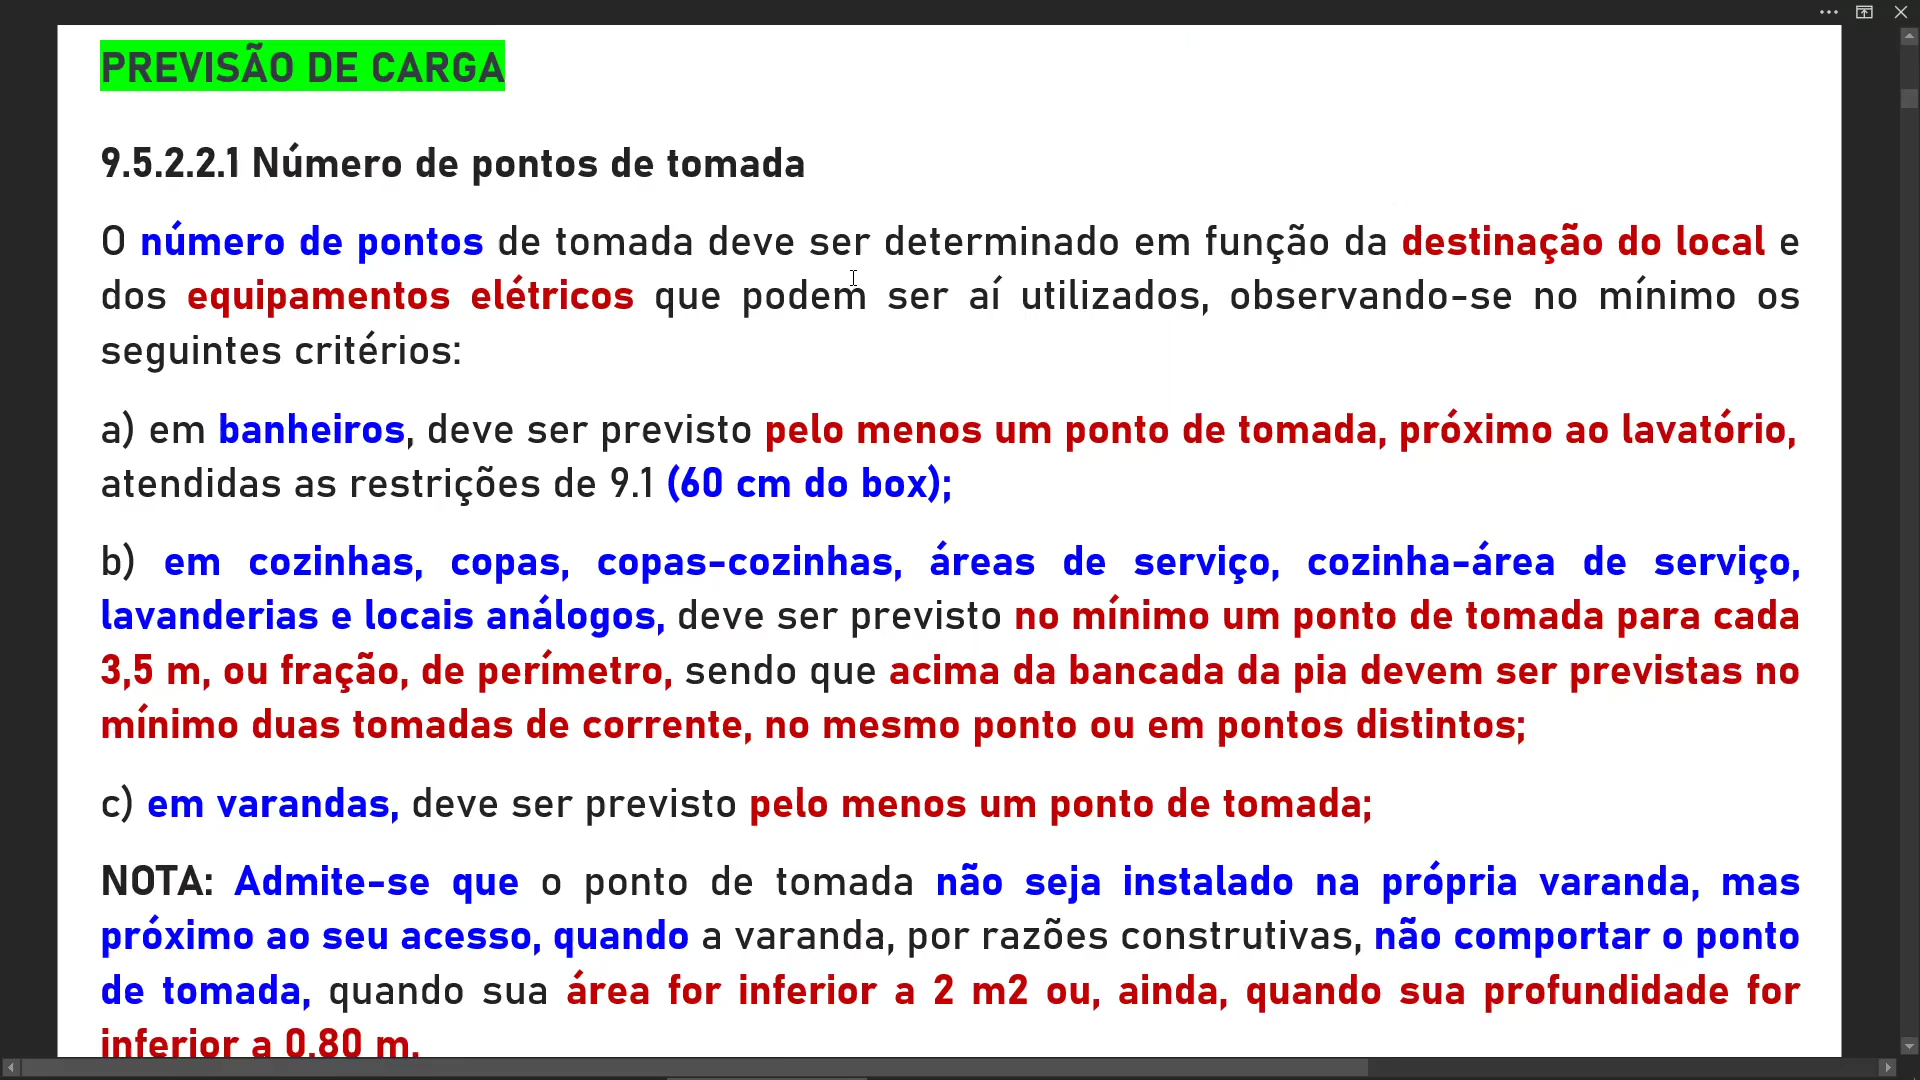 PREVISÃO DE CARGA
9.5.2.2.1 Número de pontos de tomada
O número de pontos de tomada deve ser determinado em função da destinação do local e
dos equipamentos elétricos que podem ser aí utilizados, observando-se no mínimo os
seguintes critérios:
a) em banheiros, deve ser previsto pelo menos um ponto de tomada, próximo ao lavatório,
atendidas as restrições de 9.1 (60 cm do box);
b) em cozinhas, copas, copas-cozinhas, áreas de serviço, cozinha-área de serviço,
lavanderias e locais análogos, deve ser previsto no mínimo um ponto de tomada para cada
3,5 m, ou fração, de perímetro, sendo que acima da bancada da pia devem ser previstas no
mínimo duas tomadas de corrente, no mesmo ponto ou em pontos distintos;
c) em varandas, deve ser previsto pelo menos um ponto de tomada;
NOTA: Admite-se que o ponto de tomada não seja instalado na própria varanda, mas
próximo ao seu acesso, quando a varanda, por razões construtivas, não comportar o ponto
de tomada, quando sua área for inferior a 2 m2 ou, ainda, quando sua profundidade for
inferior a 0,80 m.